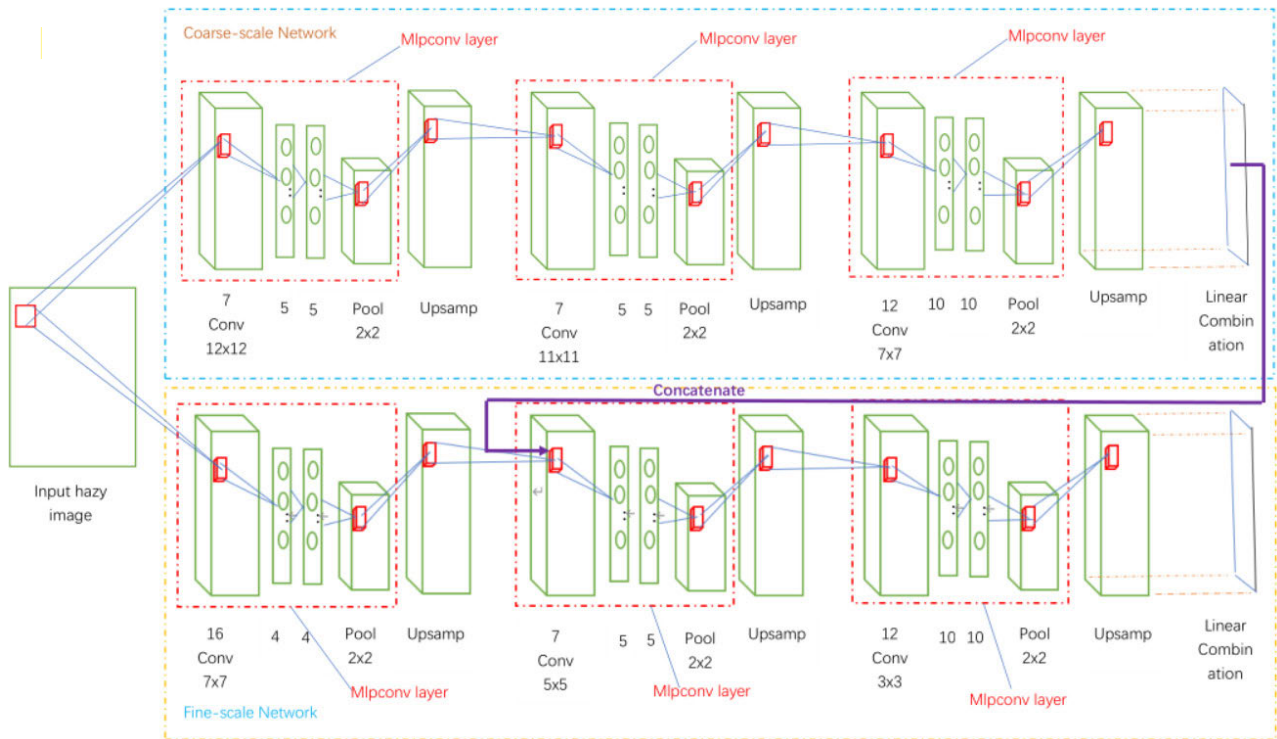 Coarse-scale Network
Mlpconv layer
Mlpconv layer
Mlpconv layer
7
Conv
12x12
5
5
Pool
2x2
Upsamp
7
Conv
11x11
5
5
Pool
2x2
Upsamp
12
Conv
7x7
10
10
Pool
2x2
Upsamp
Linear
Combin
ation
Input hazy
image
Concatenate
16
Conv
7x7
4
4
Pool
2x2
Upsamp
7
Conv
5x5
5
5
Pool
2x2
Upsamp
12
Conv
3x3
10
10
Pool
2x2
Upsamp
Linear
Combin
ation
Mlpconv layer
Mlpconv layer
Mlpconv layer
Fine-scale Network